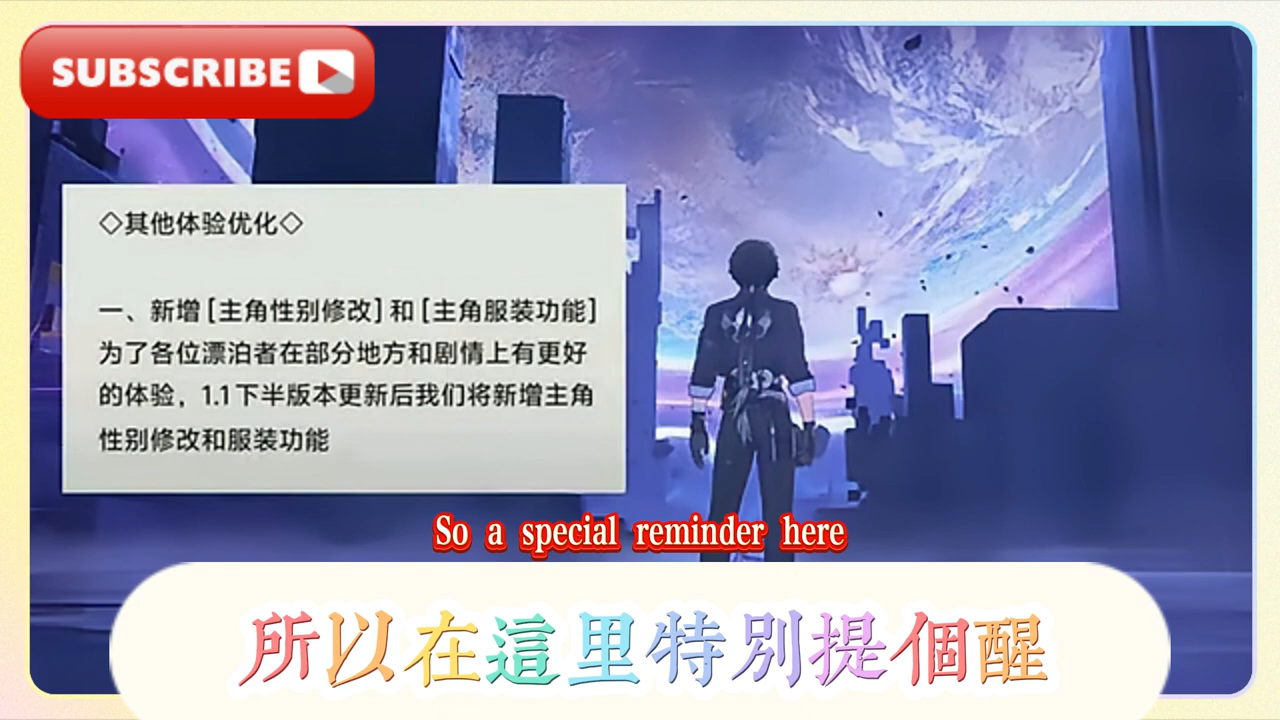 SUBSCRIBE
◇其他体验优化◇
一、新增[主角性别修改]和[主角服装功能]
为了各位漂泊者在部分地方和剧情上有更好
的体验，1.1下半版本更新后我们将新增主角
性别修改和服装功能
So a special reminder here
所以在這里特別提個醒